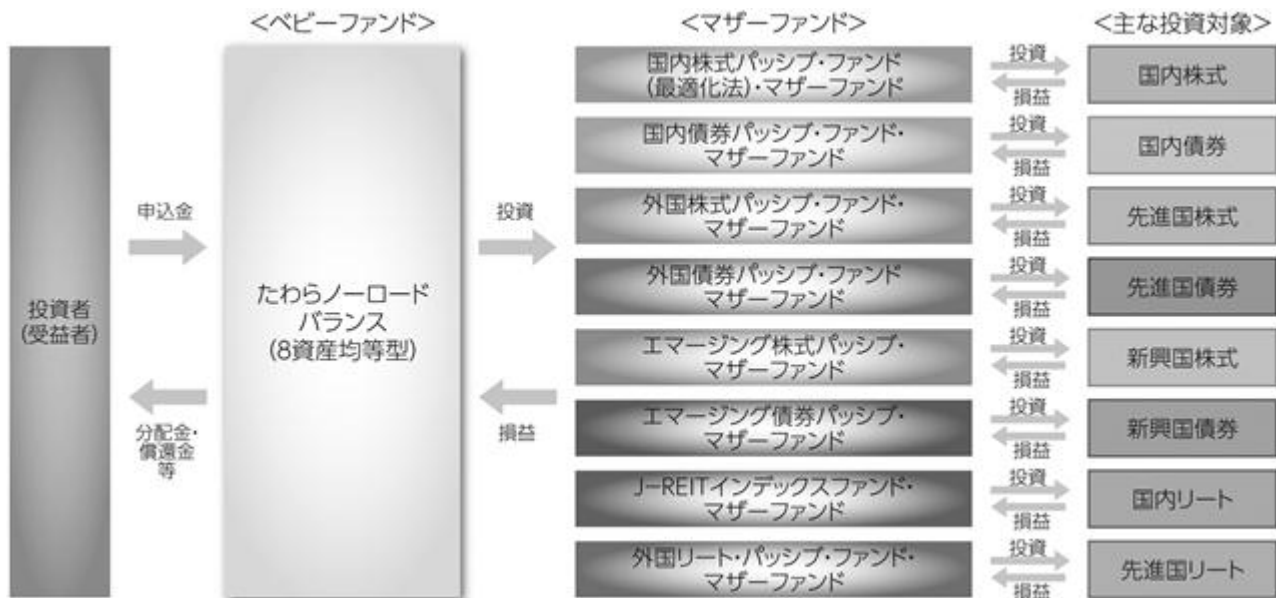 <ベビーファンド>
<マザーファンド>
<主な投資対象>
投資者
(受益者)
申込金
分配金・
償還金
等
たわらノーロード
バランス
(8資産均等型)
投資
損益
国内株式パッシブ・ファンド
(最適化法)・マザーファンド
投資
損益
国内株式
国内債券パッシブ・ファンド・
マザーファンド
投資
損益
国内債券
外国株式パッシブ・ファンド・
マザーファンド
投資
損益
先進国株式
外国債券パッシブ・ファンド
マザーファンド
投資
損益
先進国債券
エマージング株式パッシブ・
マザーファンド
投資
損益
新興国株式
エマージング債券パッシブ・
マザーファンド
投資
損益
新興国債券
J-REITインデックスファンド・
マザーファンド
投資
損益
国内リート
外国リート・パッシブ・ファンド・
マザーファンド
投資
損益
先進国リート